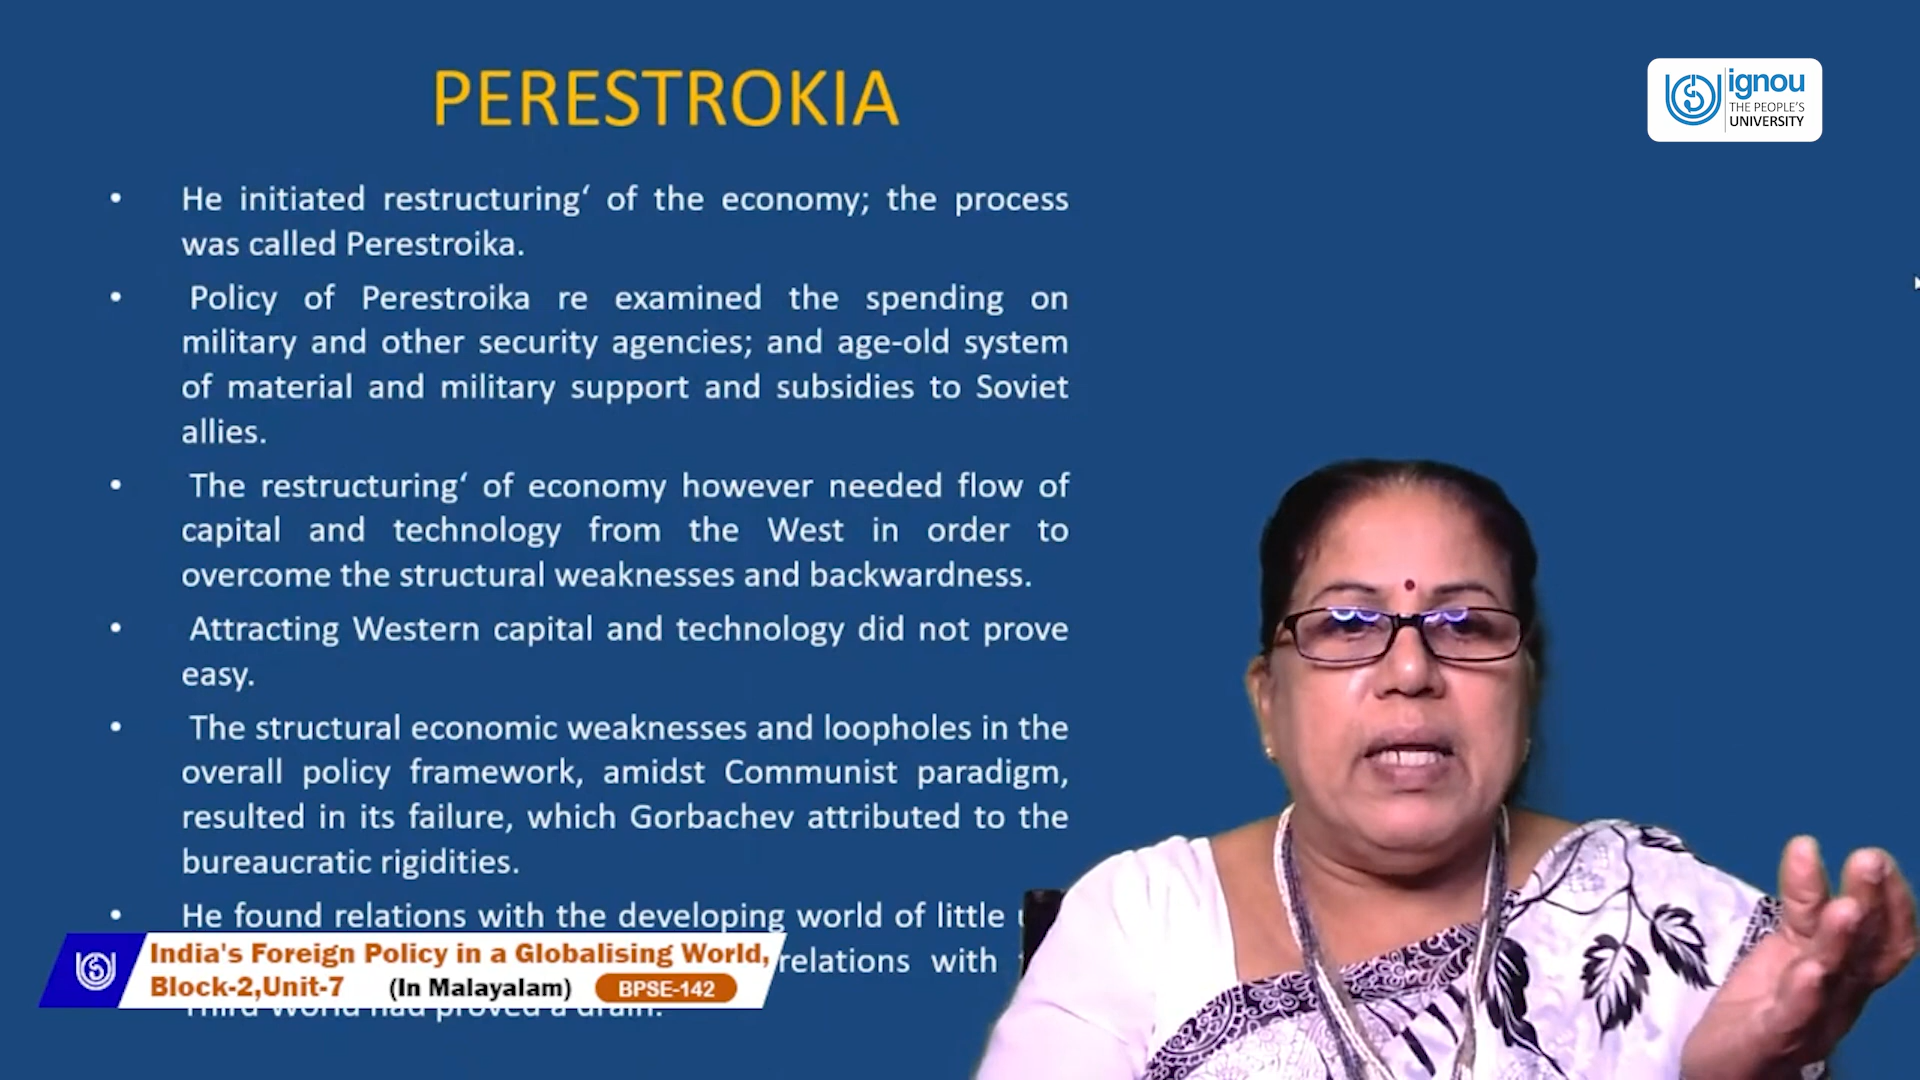 PERESTROKIA
ignou
THE PEOPLE'S
UNIVERSITY
• He initiated restructuring‘ of the economy; the process
was called Perestroika.
• Policy of Perestroika re examined the spending on
military and other security agencies; and age-old system
of material and military support and subsidies to Soviet
allies.
• The restructuring‘ of economy however needed flow of
capital and technology from the West in order to
overcome the structural weaknesses and backwardness.
• Attracting Western capital and technology did not prove
easy.
• The structural economic weaknesses and loopholes in the
overall policy framework, amidst Communist paradigm,
resulted in its failure, which Gorbachev attributed to the
bureaucratic rigidities.
• He found relations with the developing world of little
relations with
Third World had proved a drain.
India's Foreign Policy in a Globalising World,
Block-2,Unit-7 (In Malayalam) BPSE-142